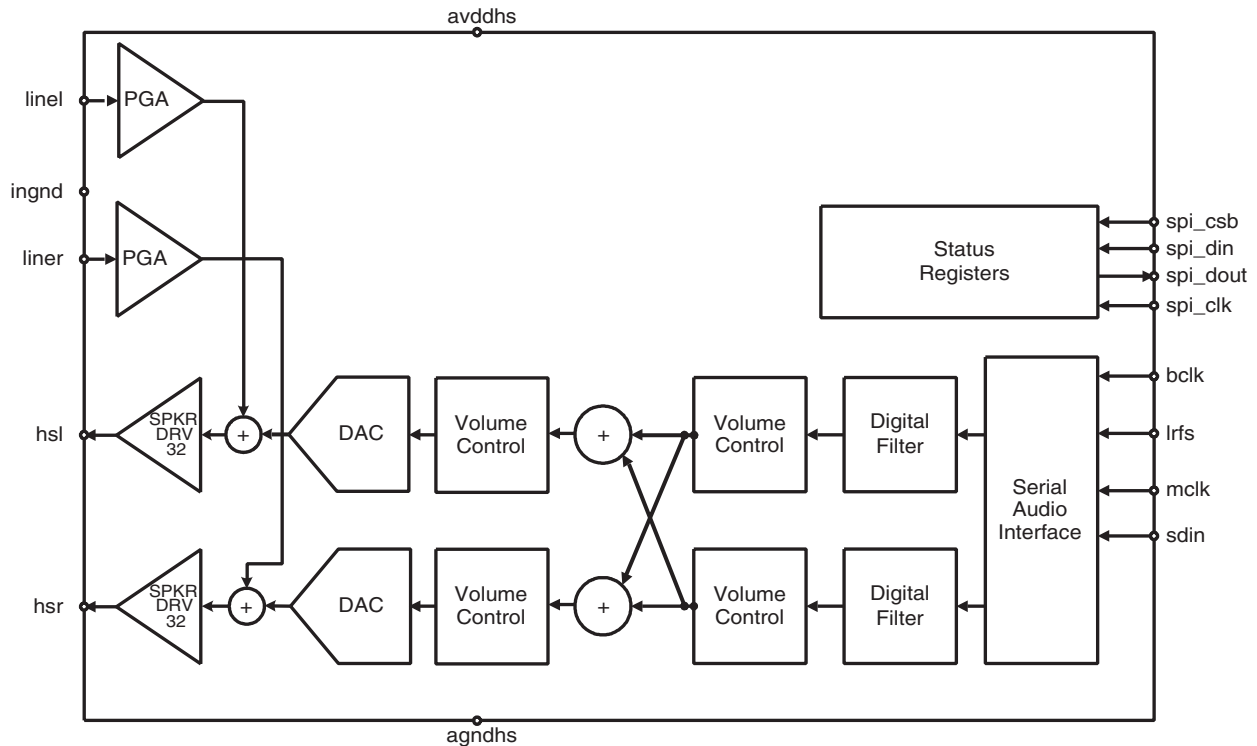 avddhs
linel
PGA
ingnd
liner
PGA
Status
Registers
spi_csb
spi_din
spi_dout
spi_clk
hsl
SPKR
DRV
32
+
DAC
Volume
Control
+
Volume
Control
Digital
Filter
Serial
Audio
Interface
bclk
lrfs
mclk
sdin
hsr
SPKR
DRV
32
+
DAC
Volume
Control
+
Volume
Control
Digital
Filter
agndhs